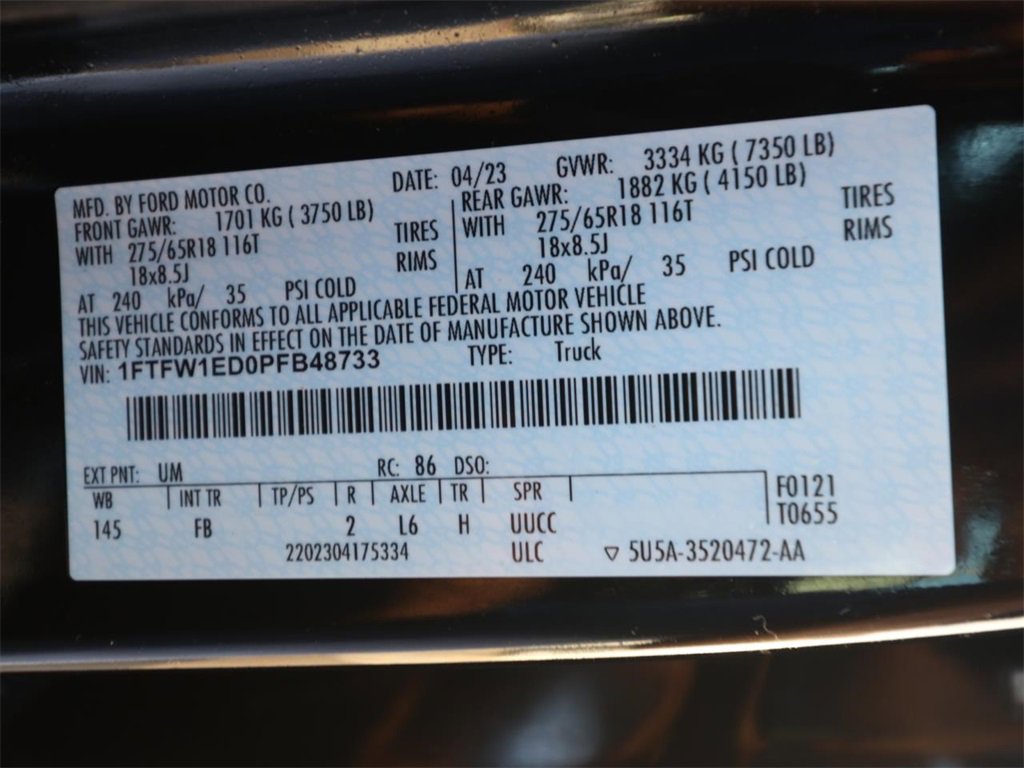 MFD. BY FORD MOTOR CO. DATE: 04/23 GVWR: 3334 KG ( 7350 LB)
FRONT GAWR: 1701 KG ( 3750 LB) REAR GAWR: 1882 KG ( 4150 LB)
WITH 275/65R18 116T TIRES WITH 275/65R18 116T TIRES
18x8.5J RIMS 18x8.5J RIMS
AT 240 kPa/ 35 PSI COLD AT 240 kPa/ 35 PSI COLD
THIS VEHICLE CONFORMS TO ALL APPLICABLE FEDERAL MOTOR VEHICLE
SAFETY STANDARDS IN EFFECT ON THE DATE OF MANUFACTURE SHOWN ABOVE.
VIN: 1FTFW1ED0PFB48733 TYPE: Truck
EXT PNT: UM RC: 86 DSO:
WB INT TR TP/PS R AXLE TR SPR F0121
145 FB 2 L6 H UUCC T0655
2202304175334 ULC ▽ 5U5A-3520472-AA